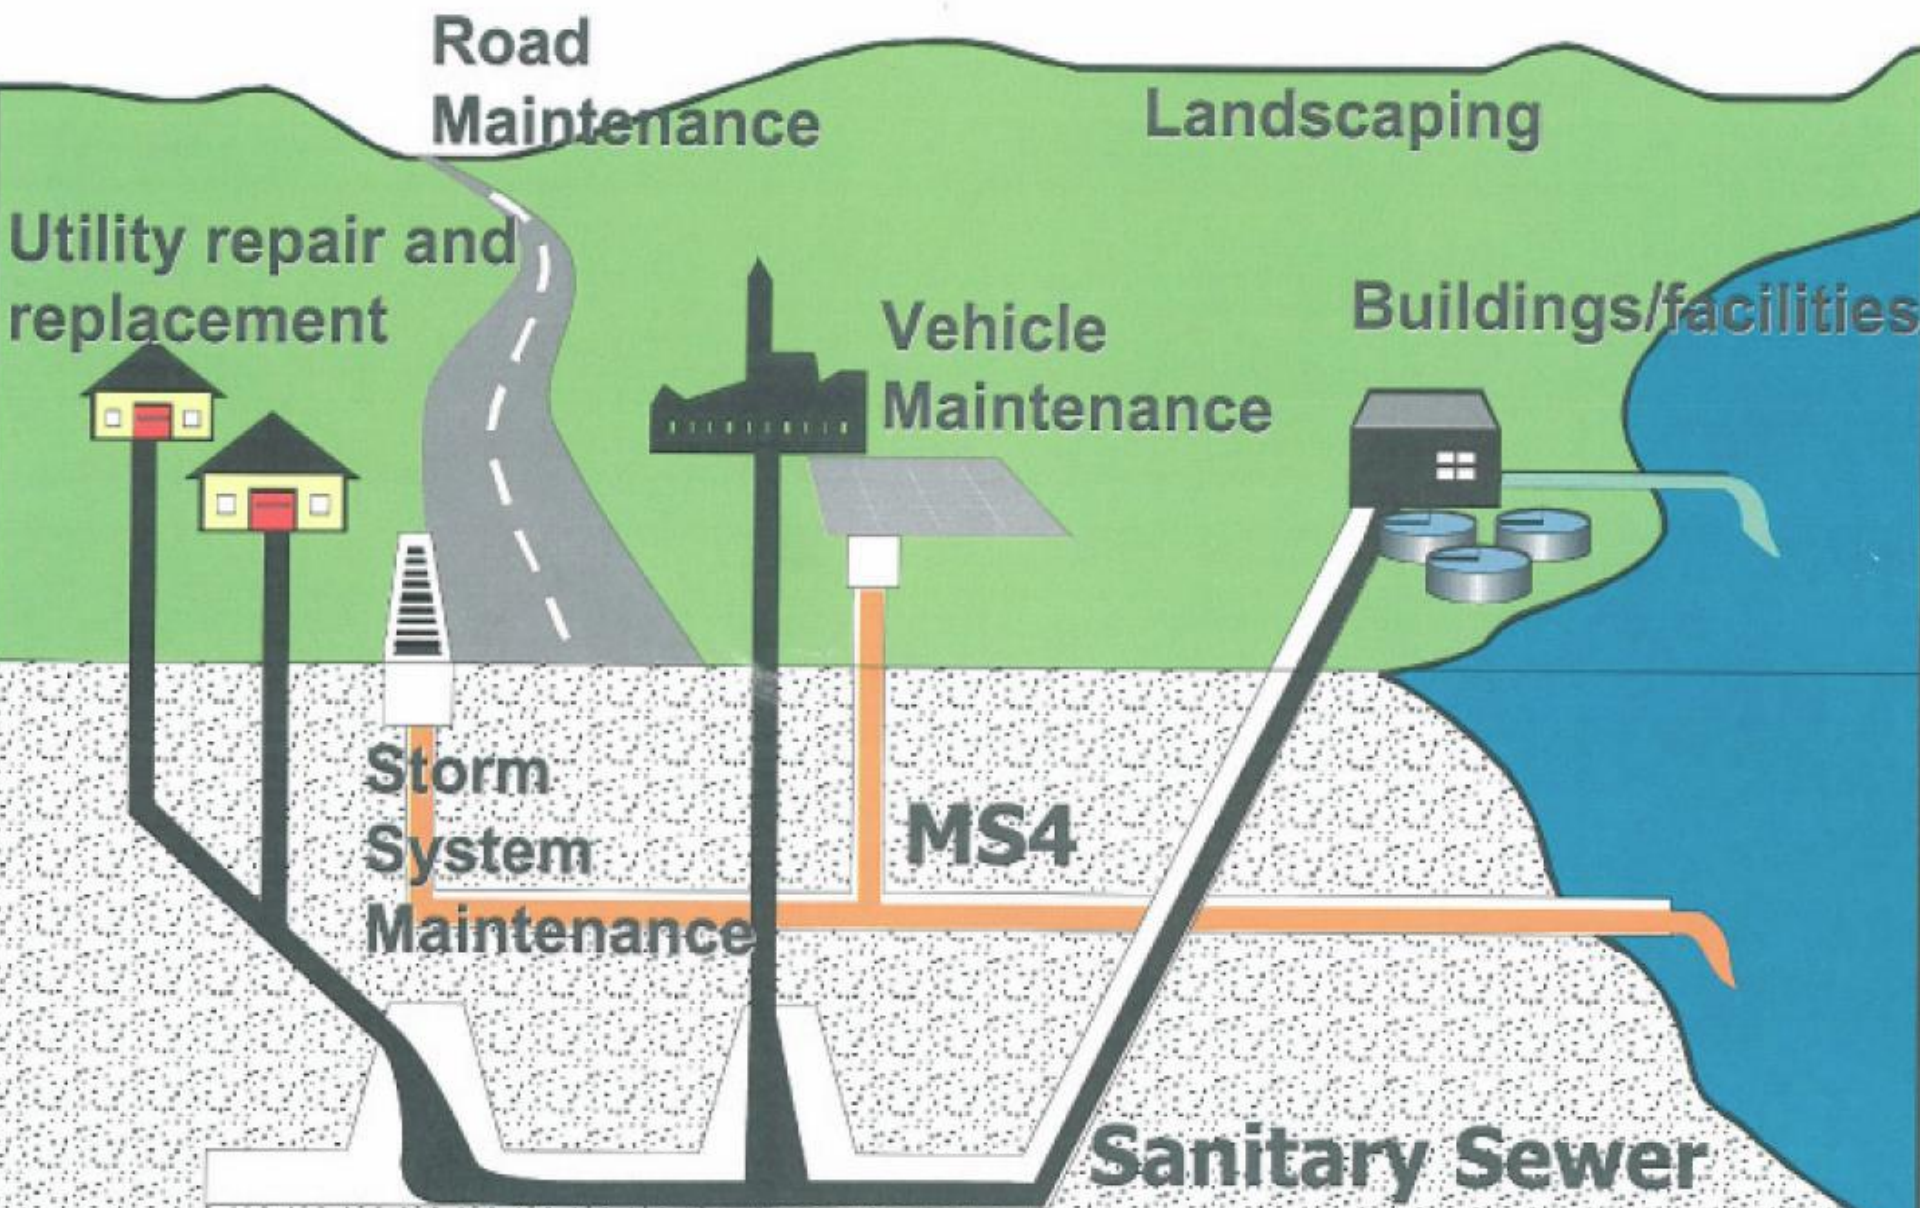 Road
Maintenance
Landscaping
Utility repair and
replacement
Vehicle
Maintenance
Buildings/facilities
Storm
System
Maintenance
MS4
Sanitary Sewer